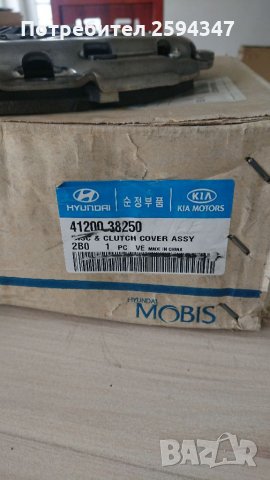 Потребител 2594347
HYUNDAI
순정부품
KIA
KIA MOTORS
41200-38250
& CLUTCH COVER ASSY
2B0 1 PC VE MADE IN CHINA
HYUNDAI
MOBIS
bazar.bg